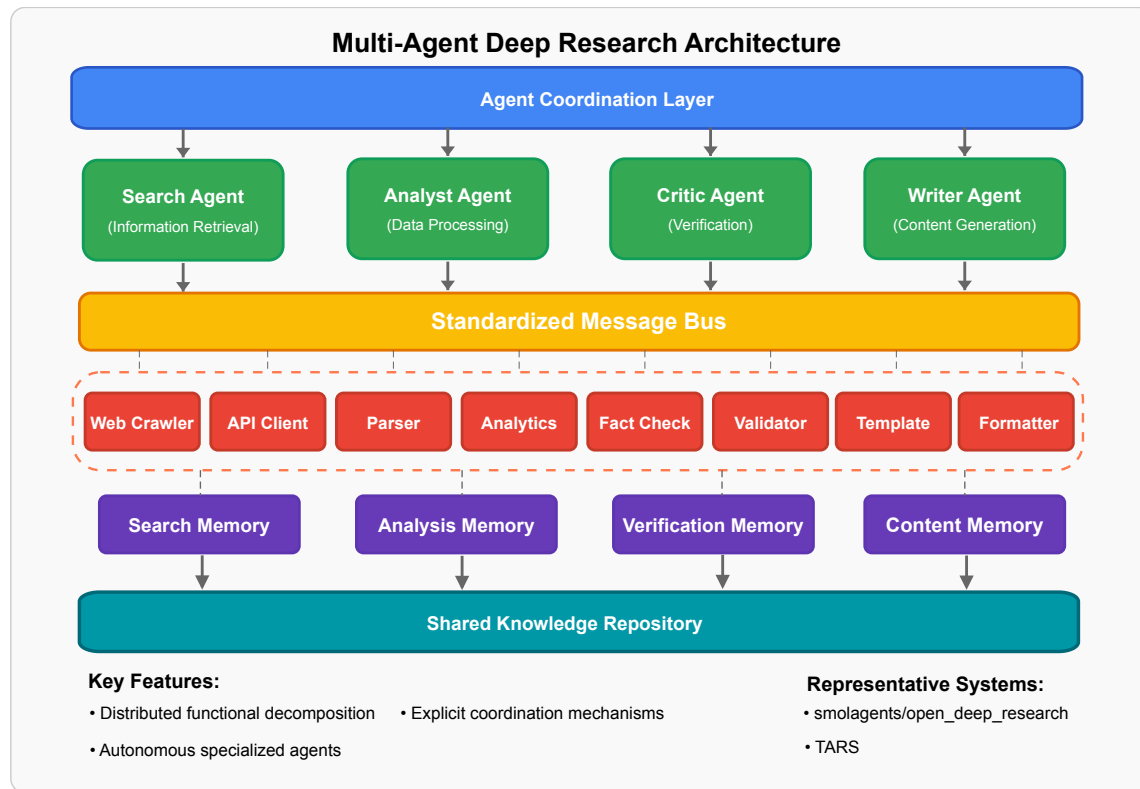 Multi-Agent Deep Research Architecture
Agent Coordination Layer
Search Agent
(Information Retrieval)
Analyst Agent
(Data Processing)
Critic Agent
(Verification)
Writer Agent
(Content Generation)
Standardized Message Bus
Web Crawler
API Client
Parser
Analytics
Fact Check
Validator
Template
Formatter
Search Memory
Analysis Memory
Verification Memory
Content Memory
Shared Knowledge Repository
Key Features:
• Distributed functional decomposition
• Explicit coordination mechanisms
• Autonomous specialized agents
Representative Systems:
• smolagents/open_deep_research
• TARS